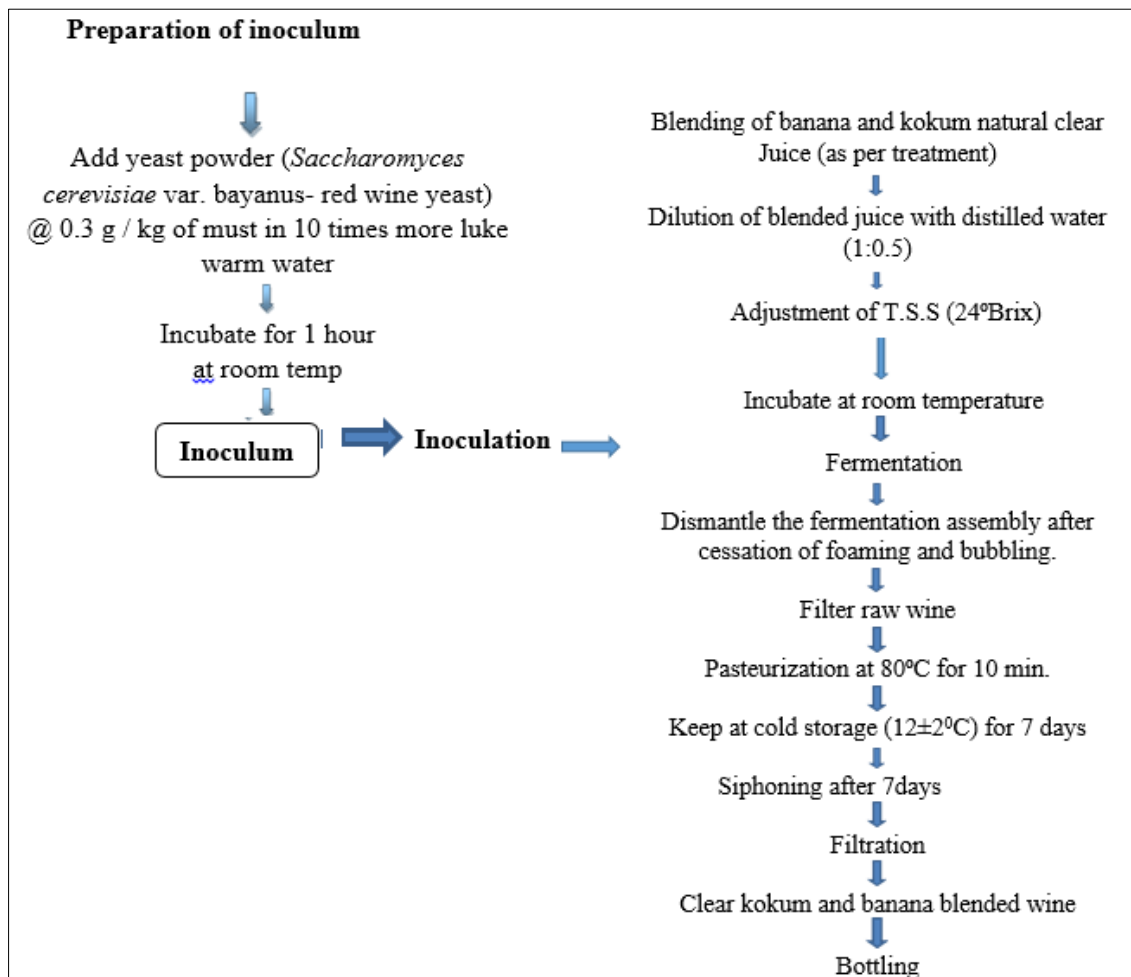 Preparation of inoculum
Add yeast powder (Saccharomyces
cerevisiae var. bayanus- red wine yeast)
@ 0.3 g / kg of must in 10 times more luke
warm water
Incubate for 1 hour
at room temp
Inoculum
Inoculation
Blending of banana and kokum natural clear
Juice (as per treatment)
Dilution of blended juice with distilled water
(1:0.5)
Adjustment of T.S.S (24⁰Brix)
Incubate at room temperature
Fermentation
Dismantle the fermentation assembly after
cessation of foaming and bubbling.
Filter raw wine
Pasteurization at 80⁰C for 10 min.
Keep at cold storage (12±2⁰C) for 7 days
Siphoning after 7days
Filtration
Clear kokum and banana blended wine
Bottling